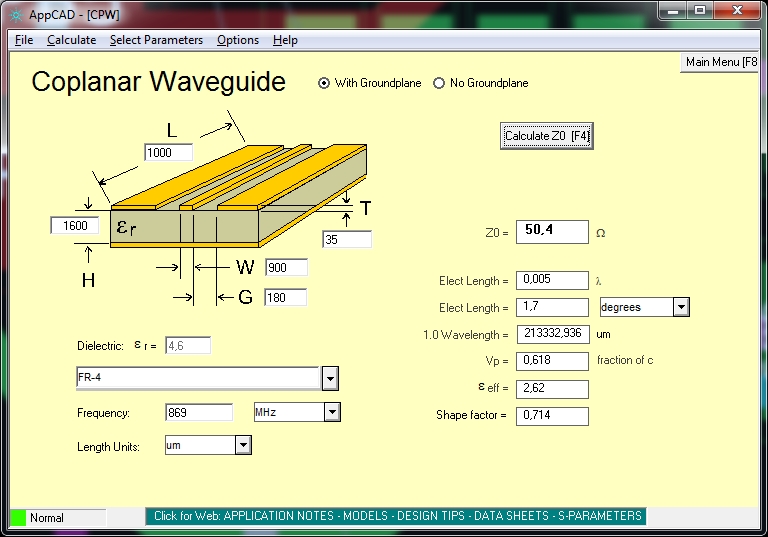 AppCAD - [CPW]
File Calculate Select Parameters Options Help
Main Menu [F8
Coplanar Waveguide
With Groundplane No Groundplane
Calculate Z0 [F4]
L
1000
1600
εr
T
35
H
W 900
G 180
Z0 = 50,4 Ω
Elect Length = 0,005 λ
Elect Length = 1,7 degrees
1.0 Wavelength = 213332,936 um
Vp = 0,618 fraction of c
ε eff = 2,62
Shape factor = 0,714
Dielectric: ε r = 4,6
FR-4
Frequency: 869 MHz
Length Units: um
Normal
Click for Web: APPLICATION NOTES - MODELS - DESIGN TIPS - DATA SHEETS - S-PARAMETERS